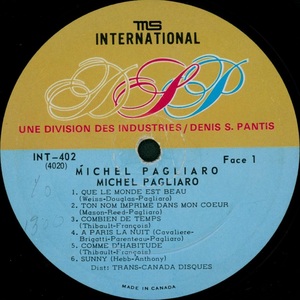 TMS
INTERNATIONAL
DSP
UNE DIVISION DES INDUSTRIES / DENIS S. PANTIS
INT-402
(4020)
Face 1
MICHEL PAGLIARO
MICHEL PAGLIARO
1. QUE LE MONDE EST BEAU
(Weiss-Douglas-Pagliaro)
2. TON NOM IMPRIME DANS MON COEUR
(Mason-Reed-Pagliaro)
3. COMBIEN DE TEMPS
(Thibault-François)
4. A PARIS LA NUIT (Cavaliere-
Brigatti-Parenteau-Pagliaro)
5. COMME D'HABITUDE
(Thibault-François)
6. SUNNY (Hebb-Anthony)
Dist: TRANS-CANADA DISQUES
MADE IN CANADA